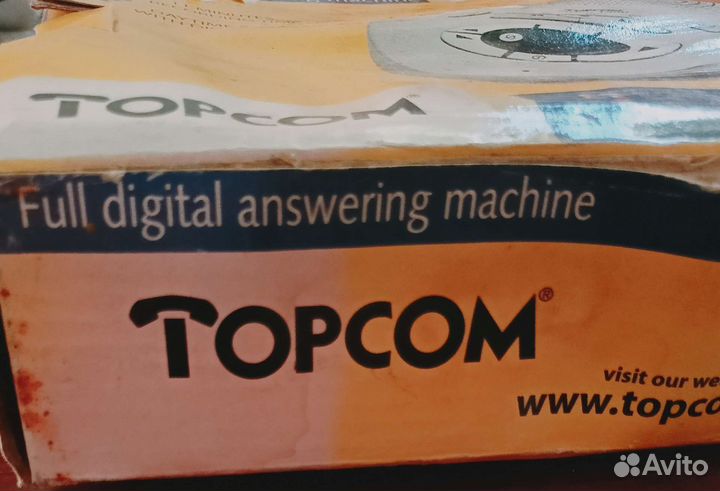 TOPCOM
Full digital answering machine
TOPCOM®
visit our we
www.topco
Avito